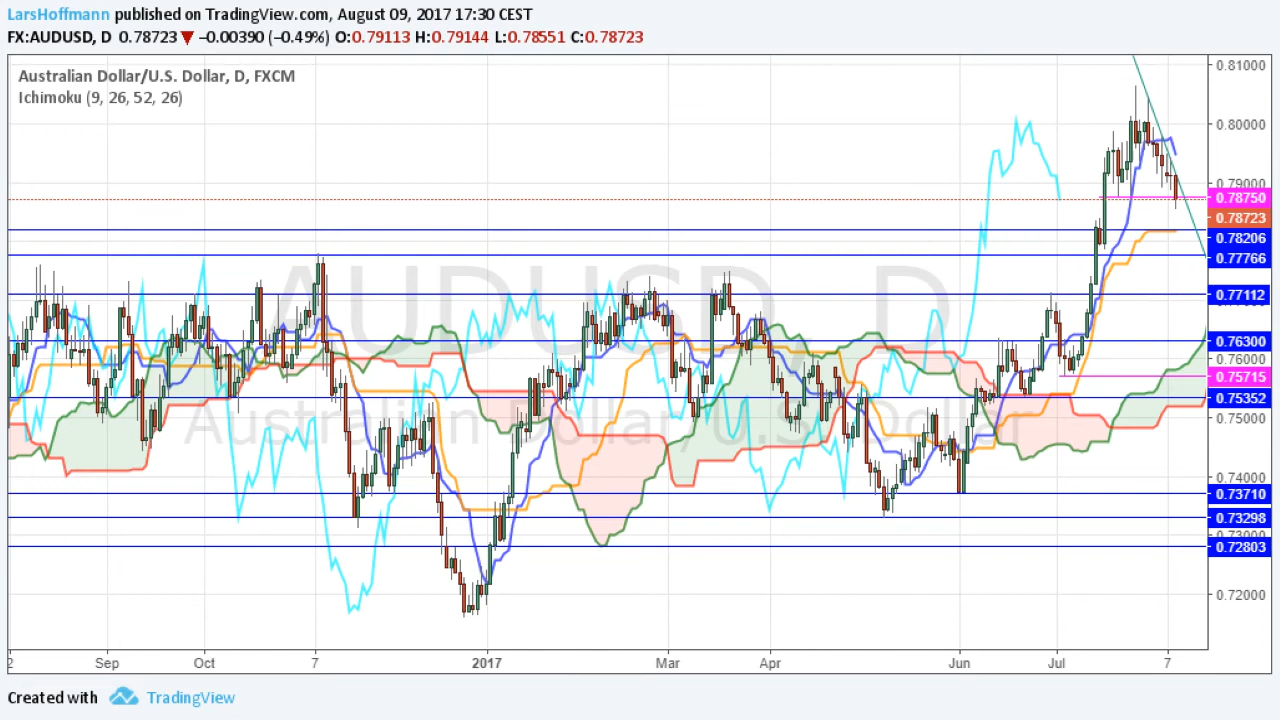 LarsHoffmann published on TradingView.com, August 09, 2017 17:30 CEST
FX:AUDUSD, D 0.78723 ▼ −0.00390 (−0.49%) O:0.79113 H:0.79144 L:0.78551 C:0.78723
Australian Dollar/U.S. Dollar, D, FXCM
Ichimoku (9, 26, 52, 26)
AUDUSD, D
Australian Dollar/U.S. Dollar
0.81000
0.80000
0.79000
0.78750
0.78723
0.78206
0.77766
0.77112
0.76300
0.76000
0.75715
0.75352
0.75000
0.74000
0.73710
0.73298
0.73000
0.72803
0.72000
2 Sep Oct 7 2017 Mar Apr Jun Jul 7
Created with TradingView